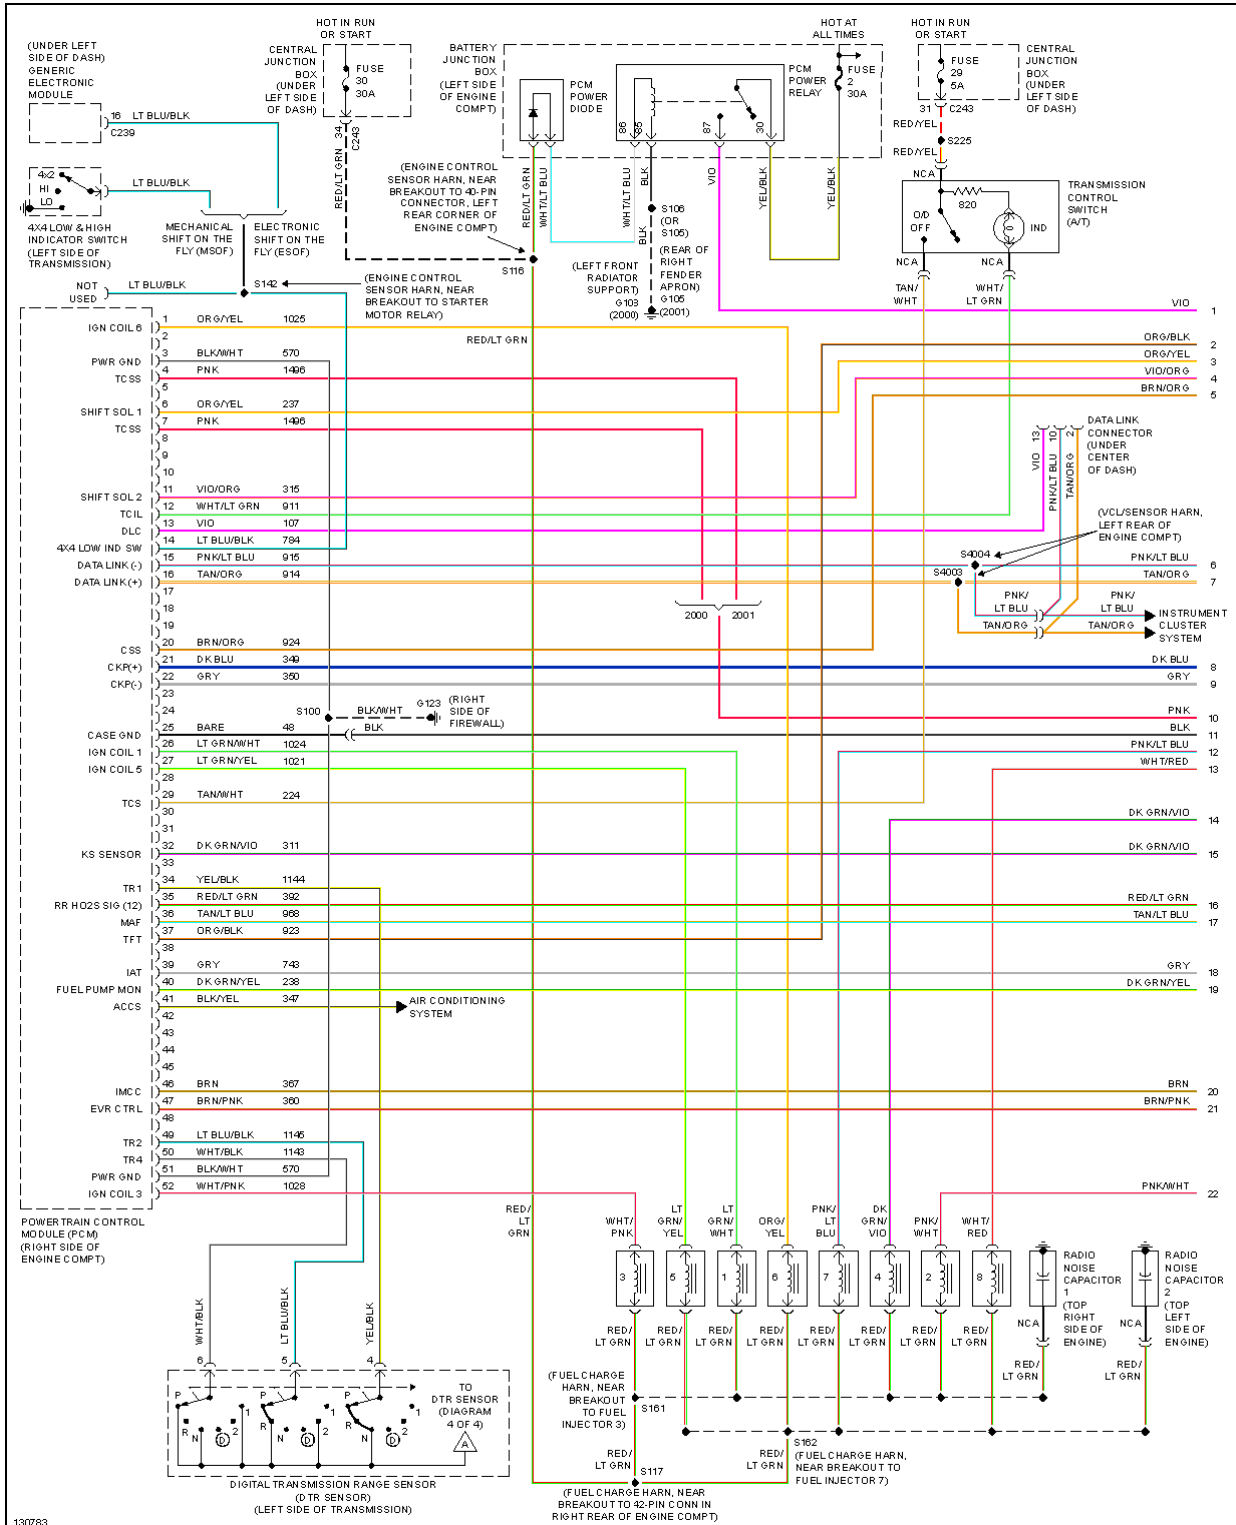 HOT IN RUN
OR START
HOT AT
ALL TIMES
HOT IN RUN
OR START
(UNDER LEFT
SIDE OF DASH)
GENERIC
ELECTRONIC
MODULE
CENTRAL
JUNCTION
BOX
(UNDER
LEFT SIDE
OF DASH)
FUSE
30
30A
34
C243
BATTERY
JUNCTION
BOX
(LEFT SIDE
OF ENGINE
COMPT)
PCM
POWER
DIODE
PCM
POWER
RELAY
86
85
87
30
FUSE
2
30A
FUSE
29
5A
31
C243
CENTRAL
JUNCTION
BOX
(UNDER
LEFT SIDE
OF DASH)
16 LT BLU/BLK
C239
RED/YEL
S225
RED/YEL
NCA
4X2
HI
LO
LT BLU/BLK
4X4 LOW & HIGH
INDICATOR SWITCH
(LEFT SIDE OF
TRANSMISSION)
MECHANICAL
SHIFT ON THE
FLY (MSOF)
ELECTRONIC
SHIFT ON THE
FLY (ESOF)
RED/LT GRN
(ENGINE CONTROL
SENSOR HARN, NEAR
BREAKOUT TO 40-PIN
CONNECTOR, LEFT
REAR CORNER OF
ENGINE COMPT)
RED/LT GRN
WHT/LT BLU
WHT/LT BLU
BLK
BLK
VIO
YEL/BLK
YEL/BLK
S106
(OR
S105)
(REAR OF
RIGHT
FENDER
APRON)
G105
(2001)
(LEFT FRONT
RADIATOR
SUPPORT)
G103
(2000)
TRANSMISSION
CONTROL
SWITCH
(A/T)
820
O/D
OFF
IND
NCA
NCA
TAN/
WHT
WHT/
LT GRN
S116
NOT
USED
LT BLU/BLK
S142
(ENGINE CONTROL
SENSOR HARN, NEAR
BREAKOUT TO STARTER
MOTOR RELAY)
RED/LT GRN
VIO 1
ORG/BLK 2
ORG/YEL 3
VIO/ORG 4
BRN/ORG 5
IGN COIL 6 1 ORG/YEL 1025
2
PWR GND 3 BLK/WHT 570
TCSS 4 PNK 1496
5
SHIFT SOL 1 6 ORG/YEL 237
TCSS 7 PNK 1496
8
9
10
SHIFT SOL 2 11 VIO/ORG 315
TCIL 12 WHT/LT GRN 911
DLC 13 VIO 107
4X4 LOW IND SW 14 LT BLU/BLK 784
DATA LINK (-) 15 PNK/LT BLU 915
DATA LINK (+) 16 TAN/ORG 914
17
18
19
CSS 20 BRN/ORG 924
CKP(+) 21 DK BLU 349
CKP(-) 22 GRY 350
23
24
CASE GND 25 BARE 48
IGN COIL 1 26 LT GRN/WHT 1024
IGN COIL 5 27 LT GRN/YEL 1021
28
TCS 29 TAN/WHT 224
30
31
KS SENSOR 32 DK GRN/VIO 311
33
TR1 34 YEL/BLK 1144
RR HO2S SIG (12) 35 RED/LT GRN 392
MAF 36 TAN/LT BLU 968
TFT 37 ORG/BLK 923
38
IAT 39 GRY 743
FUEL PUMP MON 40 DK GRN/YEL 238
ACCS 41 BLK/YEL 347
42
43
44
45
IMCC 46 BRN 367
EVR CTRL 47 BRN/PNK 360
48
TR2 49 LT BLU/BLK 1145
TR4 50 WHT/BLK 1143
PWR GND 51 BLK/WHT 570
IGN COIL 3 52 WHT/PNK 1028
POWERTRAIN CONTROL
MODULE (PCM)
(RIGHT SIDE OF
ENGINE COMPT)
13
10
2
VIO
PNK/LT BLU
TAN/ORG
DATA LINK
CONNECTOR
(UNDER
CENTER
OF DASH)
(VCL/SENSOR HARN,
LEFT REAR OF
ENGINE COMPT)
S4004
PNK/LT BLU 6
S4003
TAN/ORG 7
PNK/
LT BLU
PNK/
LT BLU
TAN/ORG
TAN/ORG
INSTRUMENT
CLUSTER
SYSTEM
2000
2001
DK BLU 8
GRY 9
S100
BLK/WHT
G123
(RIGHT
SIDE OF
FIREWALL)
BLK
PNK 10
BLK 11
PNK/LT BLU 12
WHT/RED 13
DK GRN/VIO 14
DK GRN/VIO 15
RED/LT GRN 16
TAN/LT BLU 17
GRY 18
DK GRN/YEL 19
AIR CONDITIONING
SYSTEM
BRN 20
BRN/PNK 21
PNK/WHT 22
RED/
LT
GRN
WHT/
PNK
LT
GRN/
YEL
LT
GRN/
WHT
ORG/
YEL
PNK/
LT
BLU
DK
GRN/
VIO
PNK/
WHT
WHT/
RED
3
5
1
6
7
4
2
8
RADIO
NOISE
CAPACITOR
1
(TOP
RIGHT
SIDE OF
ENGINE)
RADIO
NOISE
CAPACITOR
2
(TOP
LEFT
SIDE OF
ENGINE)
NCA
NCA
RED/
LT GRN
RED/
LT GRN
RED/
LT GRN
RED/
LT GRN
RED/
LT GRN
RED/
LT GRN
RED/
LT GRN
RED/
LT GRN
RED/
LT GRN
RED/
LT GRN
WHT/BLK
LT BLU/BLK
YEL/BLK
6
5
4
P
R
N
D
2
1
P
R
N
D
2
1
P
R
N
D
2
1
TO
DTR SENSOR
(DIAGRAM
4 OF 4)
A
DIGITAL TRANSMISSION RANGE SENSOR
(DTR SENSOR)
(LEFT SIDE OF TRANSMISSION)
(FUEL CHARGE
HARN, NEAR
BREAKOUT
TO FUEL
INJECTOR 3)
S161
S162
(FUEL CHARGE HARN,
NEAR BREAKOUT TO
FUEL INJECTOR 7)
RED/
LT GRN
RED/
LT GRN
S117
(FUEL CHARGE HARN, NEAR
BREAKOUT TO 42-PIN CONN IN
RIGHT REAR OF ENGINE COMPT)
130783